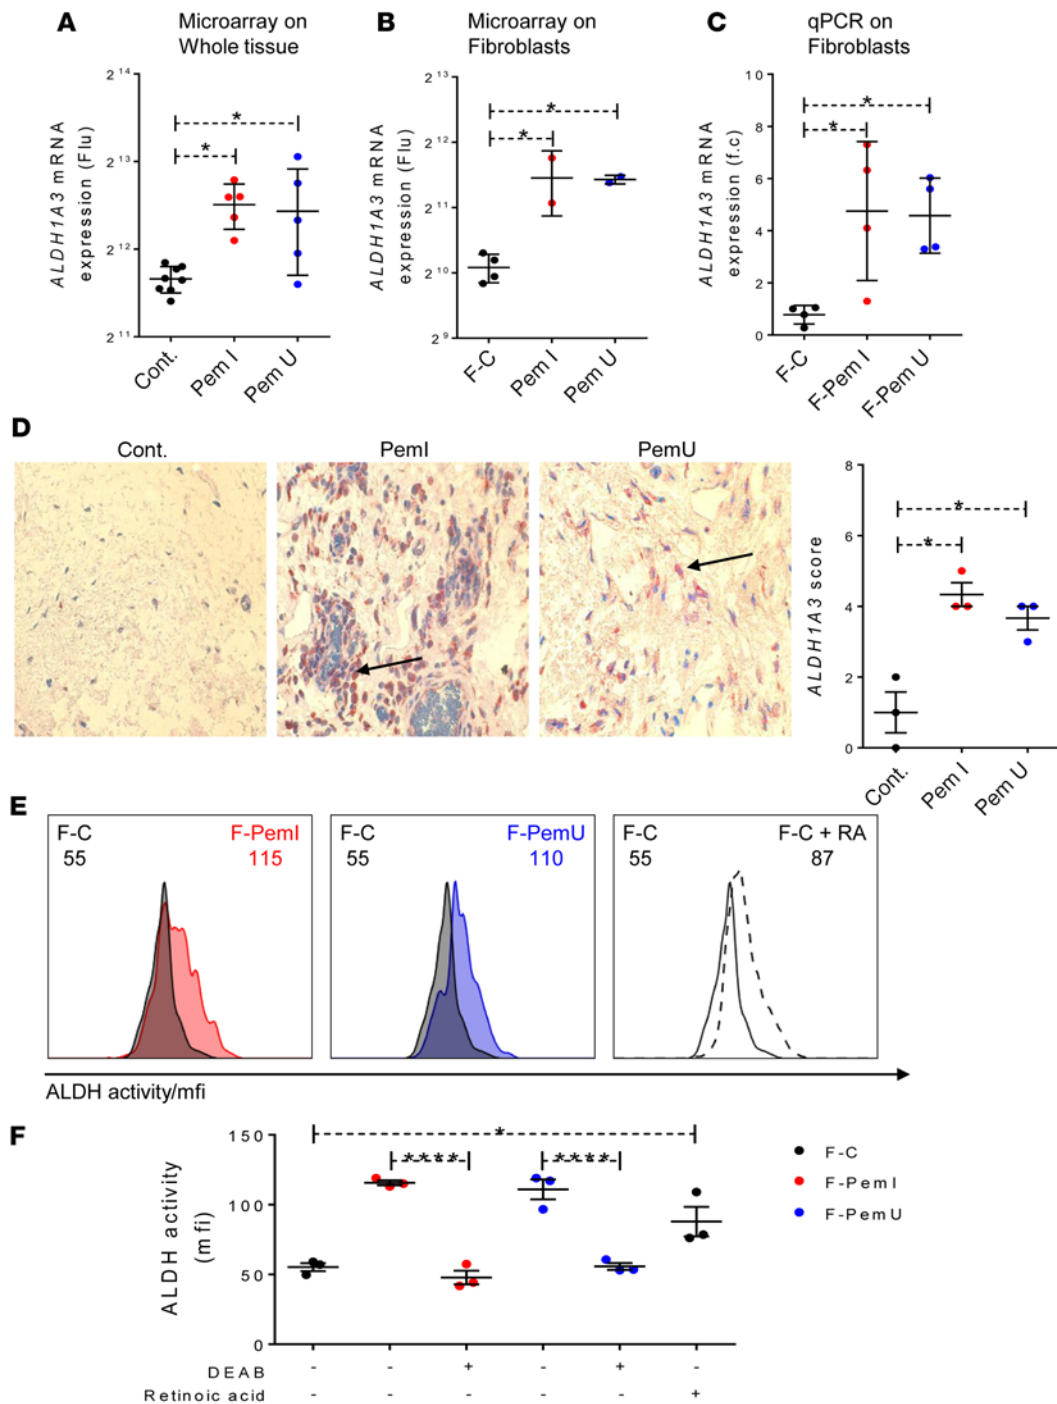 A
Microarray on
Whole tissue
ALDH1A3 mRNA
expression (Flu)
2 14
2 13
2 12
2 11
*
*
Cont.
Pem I
Pem U
B
Microarray on
Fibroblasts
ALDH1A3 mRNA
expression (Flu)
2 13
2 12
2 11
2 10
2 9
*
*
F-C
Pem I
Pem U
C
qPCR on
Fibroblasts
ALDH1A3 mRNA
expression (f.c)
10
8
6
4
2
0
*
*
F-C
F-Pem I
F-Pem U
D
Cont.
PemI
PemU
ALDH1A3 score
8
6
4
2
0
*
*
Cont.
Pem I
Pem U
E
F-C
55
F-PemI
115
F-C
55
F-PemU
110
F-C
55
F-C + RA
87
ALDH activity/mfi
F
ALDH activity
(mfi)
150
100
50
0
*
****
****
F-C
F-Pem I
F-Pem U
DEAB - - + - + -
Retinoic acid - - - - - +